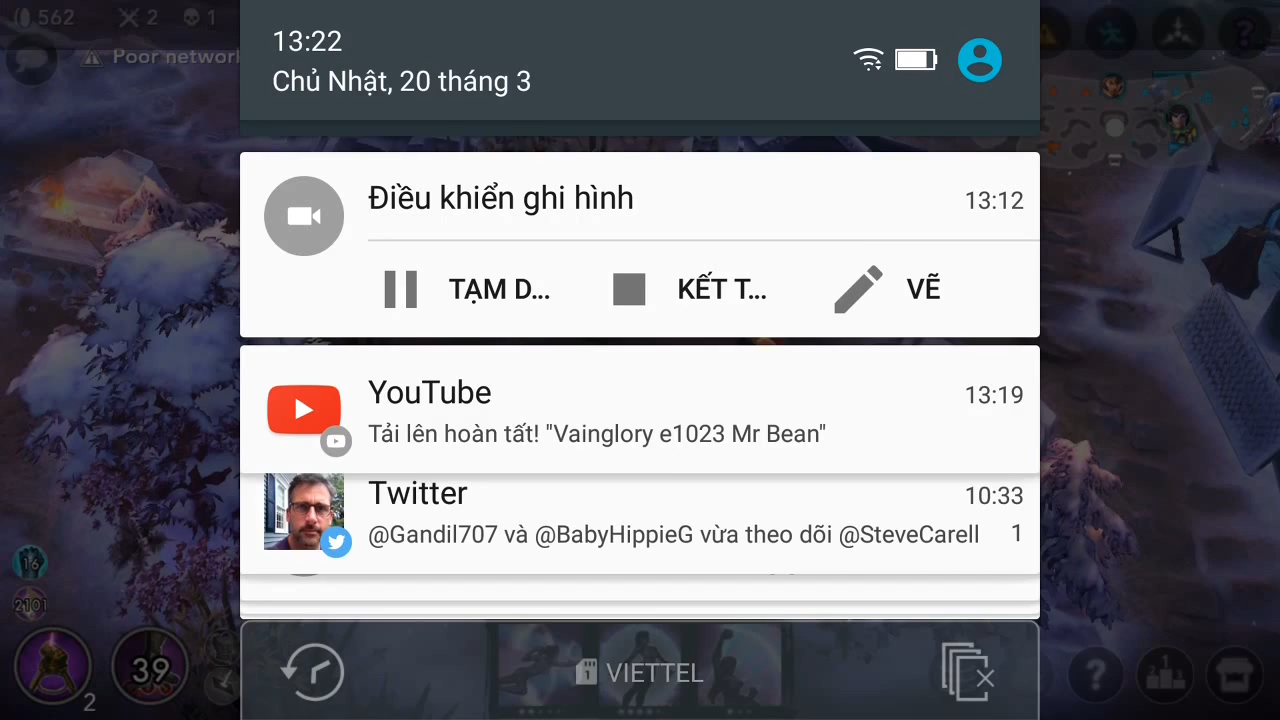 562 2 1
Poor network
13:22
Chủ Nhật, 20 tháng 3
Điều khiển ghi hình 13:12
TẠM D... KẾT T... VẼ
YouTube 13:19
Tải lên hoàn tất! "Vainglory e1023 Mr Bean"
Twitter 10:33
@Gandil707 và @BabyHippieG vừa theo dõi @SteveCarell 1
16
2101
39
2
1 VIETTEL
?